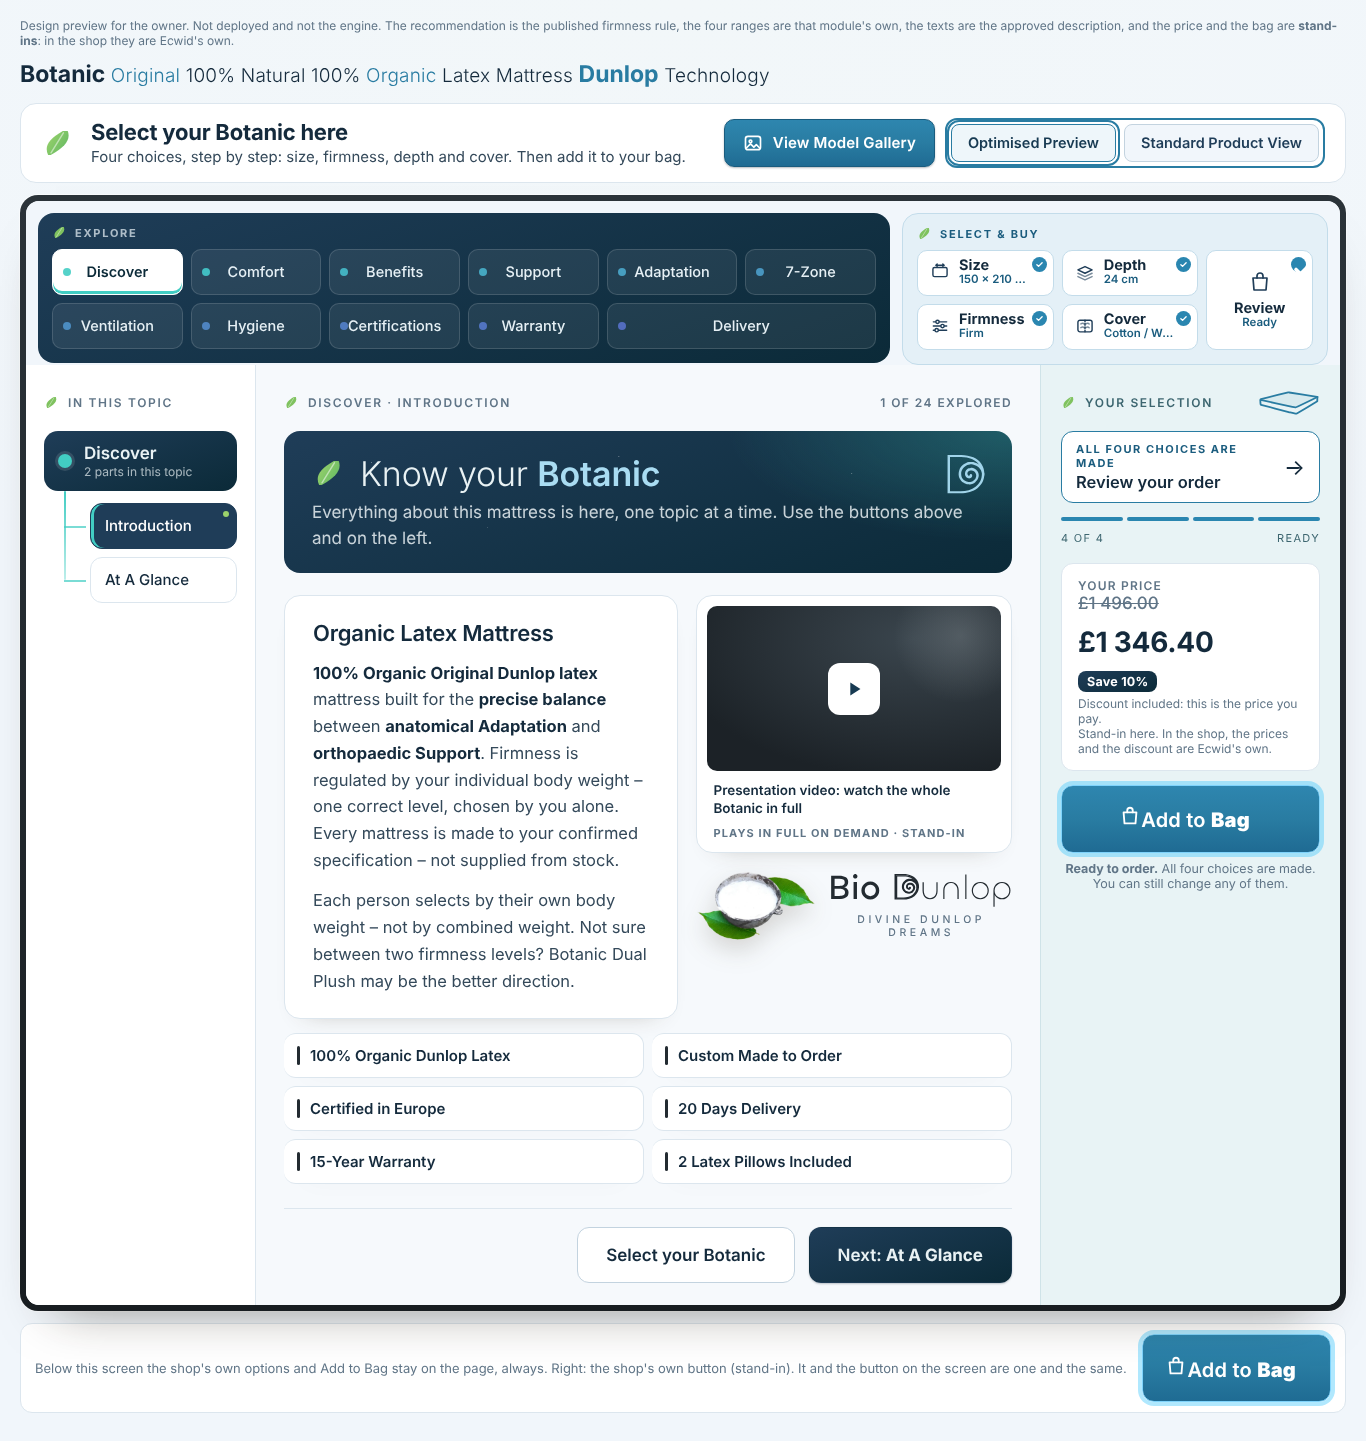 Design preview for the owner. Not deployed and not the engine. The recommendation is the published firmness rule, the four ranges are that module's own, the texts are the approved description, and the price and the bag are stand-
ins: in the shop they are Ecwid's own.
Botanic Original 100% Natural 100% Organic Latex Mattress Dunlop Technology
Select your Botanic here
Four choices, step by step: size, firmness, depth and cover. Then add it to your bag.
View Model Gallery
Optimised Preview
Standard Product View
EXPLORE
Discover
Comfort
Benefits
Support
Adaptation
7-Zone
Ventilation
Hygiene
Certifications
Warranty
Delivery
SELECT & BUY
Size
150 × 210 ...
Depth
24 cm
Firmness
Firm
Cover
Cotton / W...
Review
Ready
IN THIS TOPIC
Discover
2 parts in this topic
Introduction
At A Glance
DISCOVER · INTRODUCTION
1 OF 24 EXPLORED
Know your Botanic
Everything about this mattress is here, one topic at a time. Use the buttons above
and on the left.
Organic Latex Mattress
100% Organic Original Dunlop latex
mattress built for the precise balance
between anatomical Adaptation and
orthopaedic Support. Firmness is
regulated by your individual body weight –
one correct level, chosen by you alone.
Every mattress is made to your confirmed
specification – not supplied from stock.
Each person selects by their own body
weight – not by combined weight. Not sure
between two firmness levels? Botanic Dual
Plush may be the better direction.
Presentation video: watch the whole
Botanic in full
PLAYS IN FULL ON DEMAND · STAND-IN
Bio Dunlop
DIVINE DUNLOP
DREAMS
100% Organic Dunlop Latex
Custom Made to Order
Certified in Europe
20 Days Delivery
15-Year Warranty
2 Latex Pillows Included
Select your Botanic
Next: At A Glance
YOUR SELECTION
ALL FOUR CHOICES ARE
MADE
Review your order
4 OF 4
READY
YOUR PRICE
£1 496.00
£1 346.40
Save 10%
Discount included: this is the price you
pay.
Stand-in here. In the shop, the prices
and the discount are Ecwid's own.
Add to Bag
Ready to order. All four choices are made.
You can still change any of them.
Below this screen the shop's own options and Add to Bag stay on the page, always. Right: the shop's own button (stand-in). It and the button on the screen are one and the same.
Add to Bag